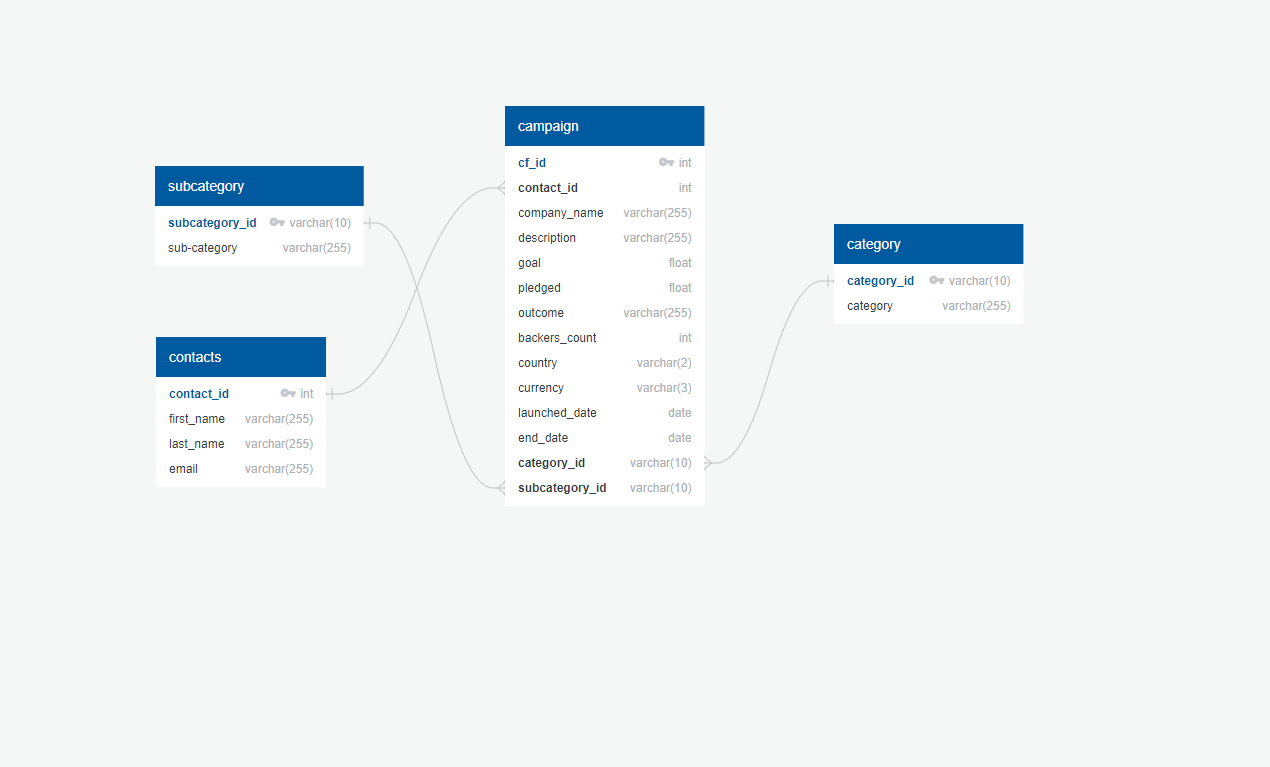 subcategory
subcategory_id varchar(10)
sub-category varchar(255)
contacts
contact_id int
first_name varchar(255)
last_name varchar(255)
email varchar(255)
campaign
cf_id int
contact_id int
company_name varchar(255)
description varchar(255)
goal float
pledged float
outcome varchar(255)
backers_count int
country varchar(2)
currency varchar(3)
launched_date date
end_date date
category_id varchar(10)
subcategory_id varchar(10)
category
category_id varchar(10)
category varchar(255)